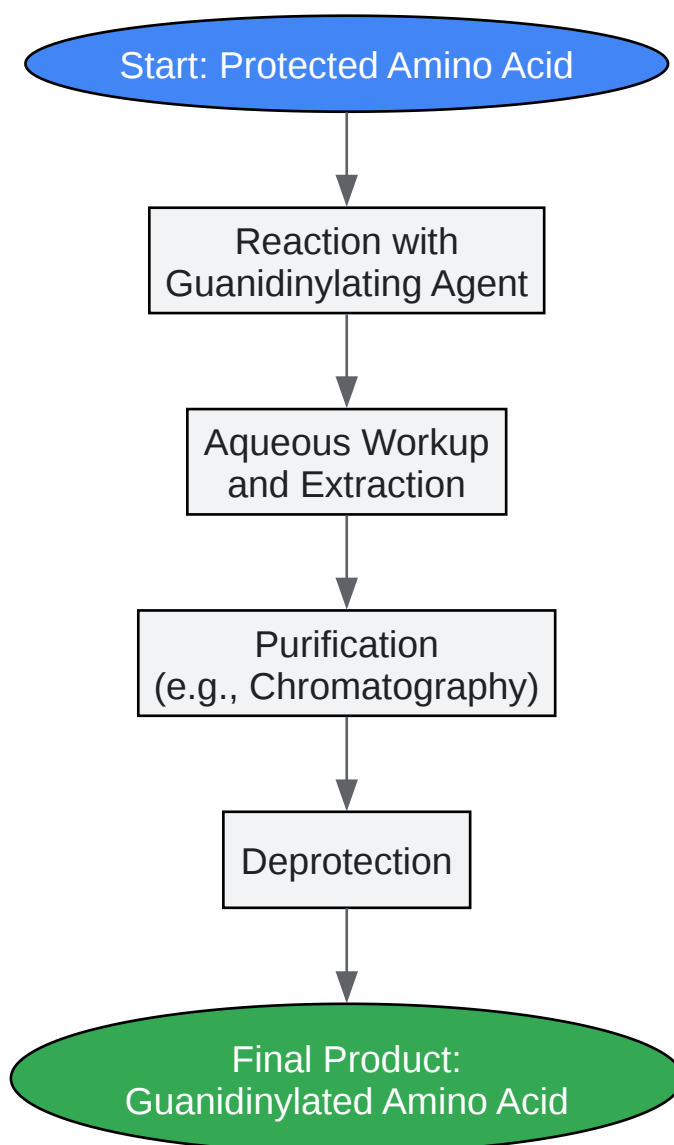 Start: Protected Amino Acid
Reaction with
Guanidinylating Agent
Aqueous Workup
and Extraction
Purification
(e.g., Chromatography)
Deprotection
Final Product:
Guanidinylated Amino Acid